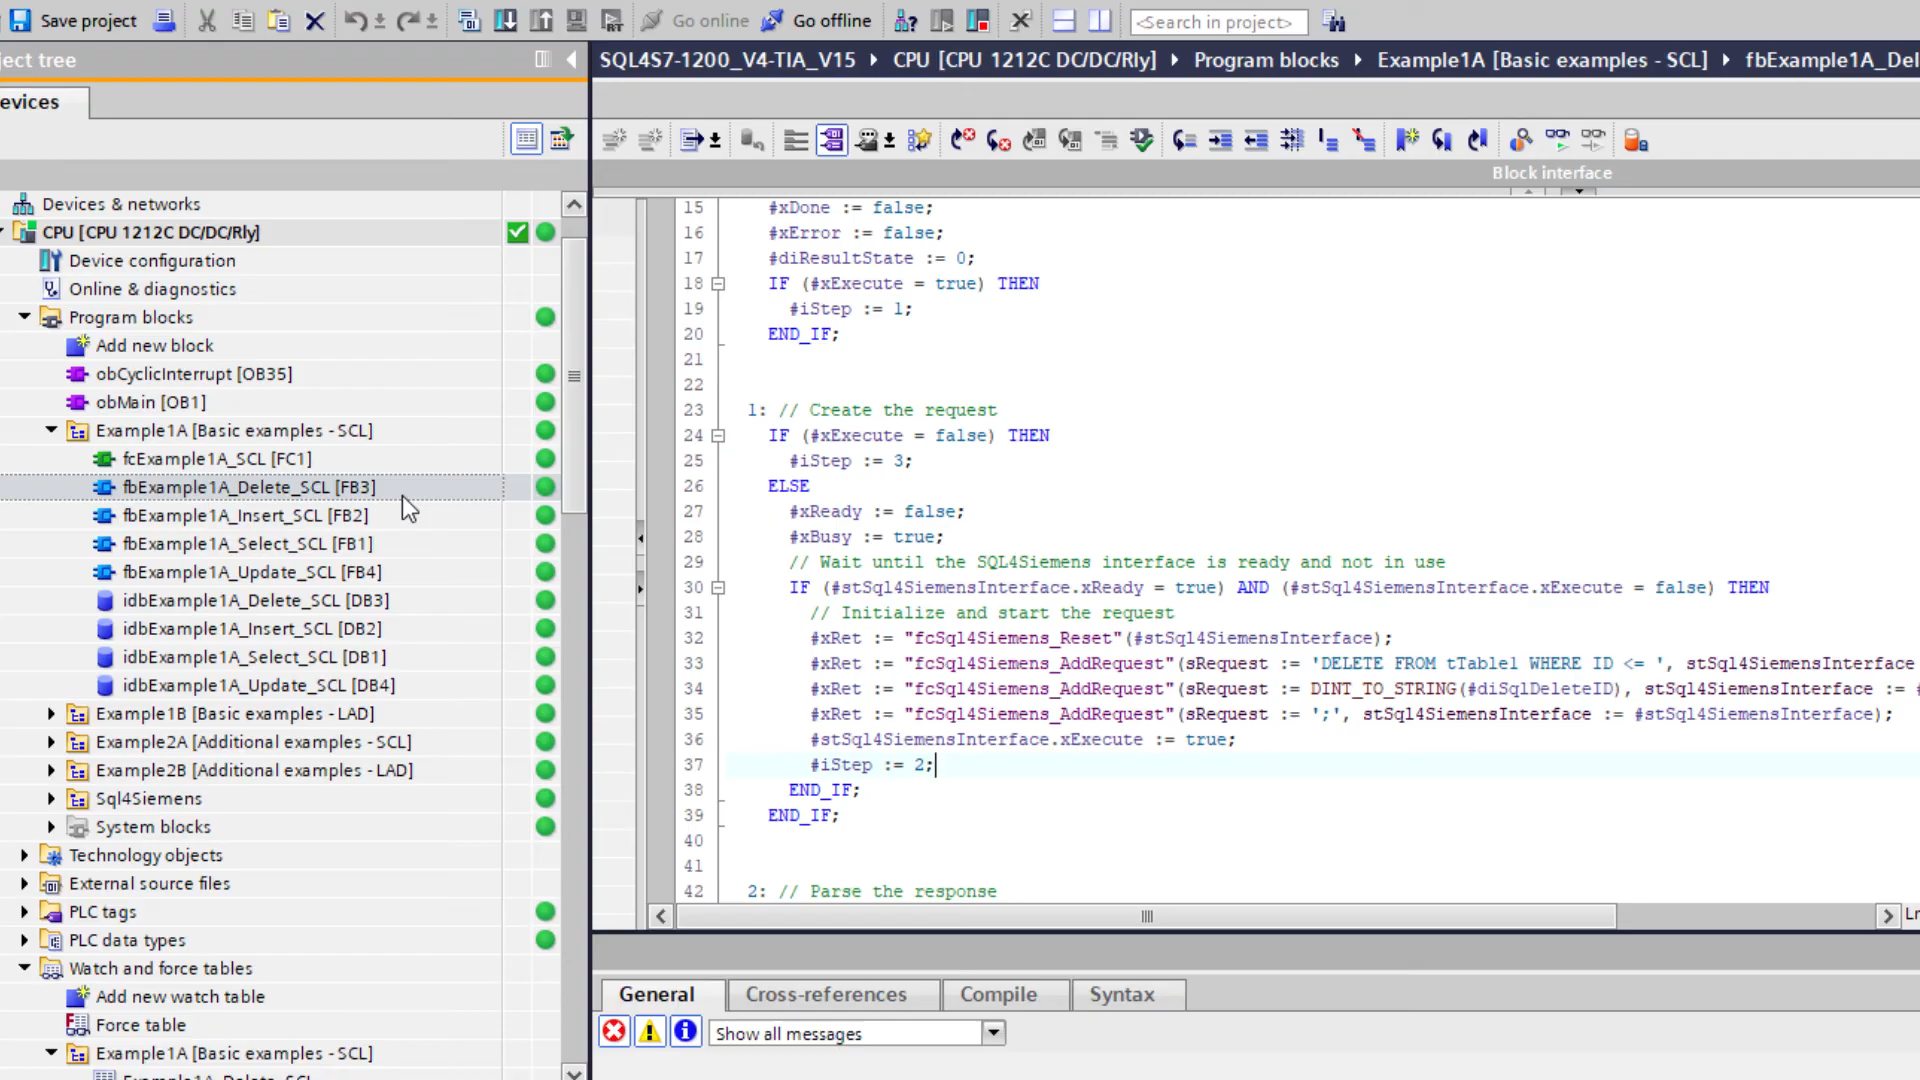 Save project
Go online
Go offline
<Search in project>
ject tree
SQL4S7-1200_V4-TIA_V15 CPU [CPU 1212C DC/DC/Rly] Program blocks Example1A [Basic examples - SCL] fbExample1A_Del
evices
Block interface
Devices & networks
CPU [CPU 1212C DC/DC/Rly]
Device configuration
Online & diagnostics
Program blocks
Add new block
obCyclicInterrupt [OB35]
obMain [OB1]
Example1A [Basic examples - SCL]
fcExample1A_SCL [FC1]
fbExample1A_Delete_SCL [FB3]
fbExample1A_Insert_SCL [FB2]
fbExample1A_Select_SCL [FB1]
fbExample1A_Update_SCL [FB4]
idbExample1A_Delete_SCL [DB3]
idbExample1A_Insert_SCL [DB2]
idbExample1A_Select_SCL [DB1]
idbExample1A_Update_SCL [DB4]
Example1B [Basic examples - LAD]
Example2A [Additional examples - SCL]
Example2B [Additional examples - LAD]
Sql4Siemens
System blocks
Technology objects
External source files
PLC tags
PLC data types
Watch and force tables
Add new watch table
Force table
Example1A [Basic examples - SCL]
Example1A_Delete_SCL
15 #xDone := false;
16 #xError := false;
17 #diResultState := 0;
18 IF (#xExecute = true) THEN
19 #iStep := 1;
20 END_IF;
21
22
23 1: // Create the request
24 IF (#xExecute = false) THEN
25 #iStep := 3;
26 ELSE
27 #xReady := false;
28 #xBusy := true;
29 // Wait until the SQL4Siemens interface is ready and not in use
30 IF (#stSql4SiemensInterface.xReady = true) AND (#stSql4SiemensInterface.xExecute = false) THEN
31 // Initialize and start the request
32 #xRet := "fcSql4Siemens_Reset"(#stSql4SiemensInterface);
33 #xRet := "fcSql4Siemens_AddRequest"(sRequest := 'DELETE FROM tTable1 WHERE ID <= ', stSql4SiemensInterface
34 #xRet := "fcSql4Siemens_AddRequest"(sRequest := DINT_TO_STRING(#diSqlDeleteID), stSql4SiemensInterface := #
35 #xRet := "fcSql4Siemens_AddRequest"(sRequest := ';', stSql4SiemensInterface := #stSql4SiemensInterface);
36 #stSql4SiemensInterface.xExecute := true;
37 #iStep := 2;
38 END_IF;
39 END_IF;
40
41
42 2: // Parse the response
Ln
General Cross-references Compile Syntax
Show all messages